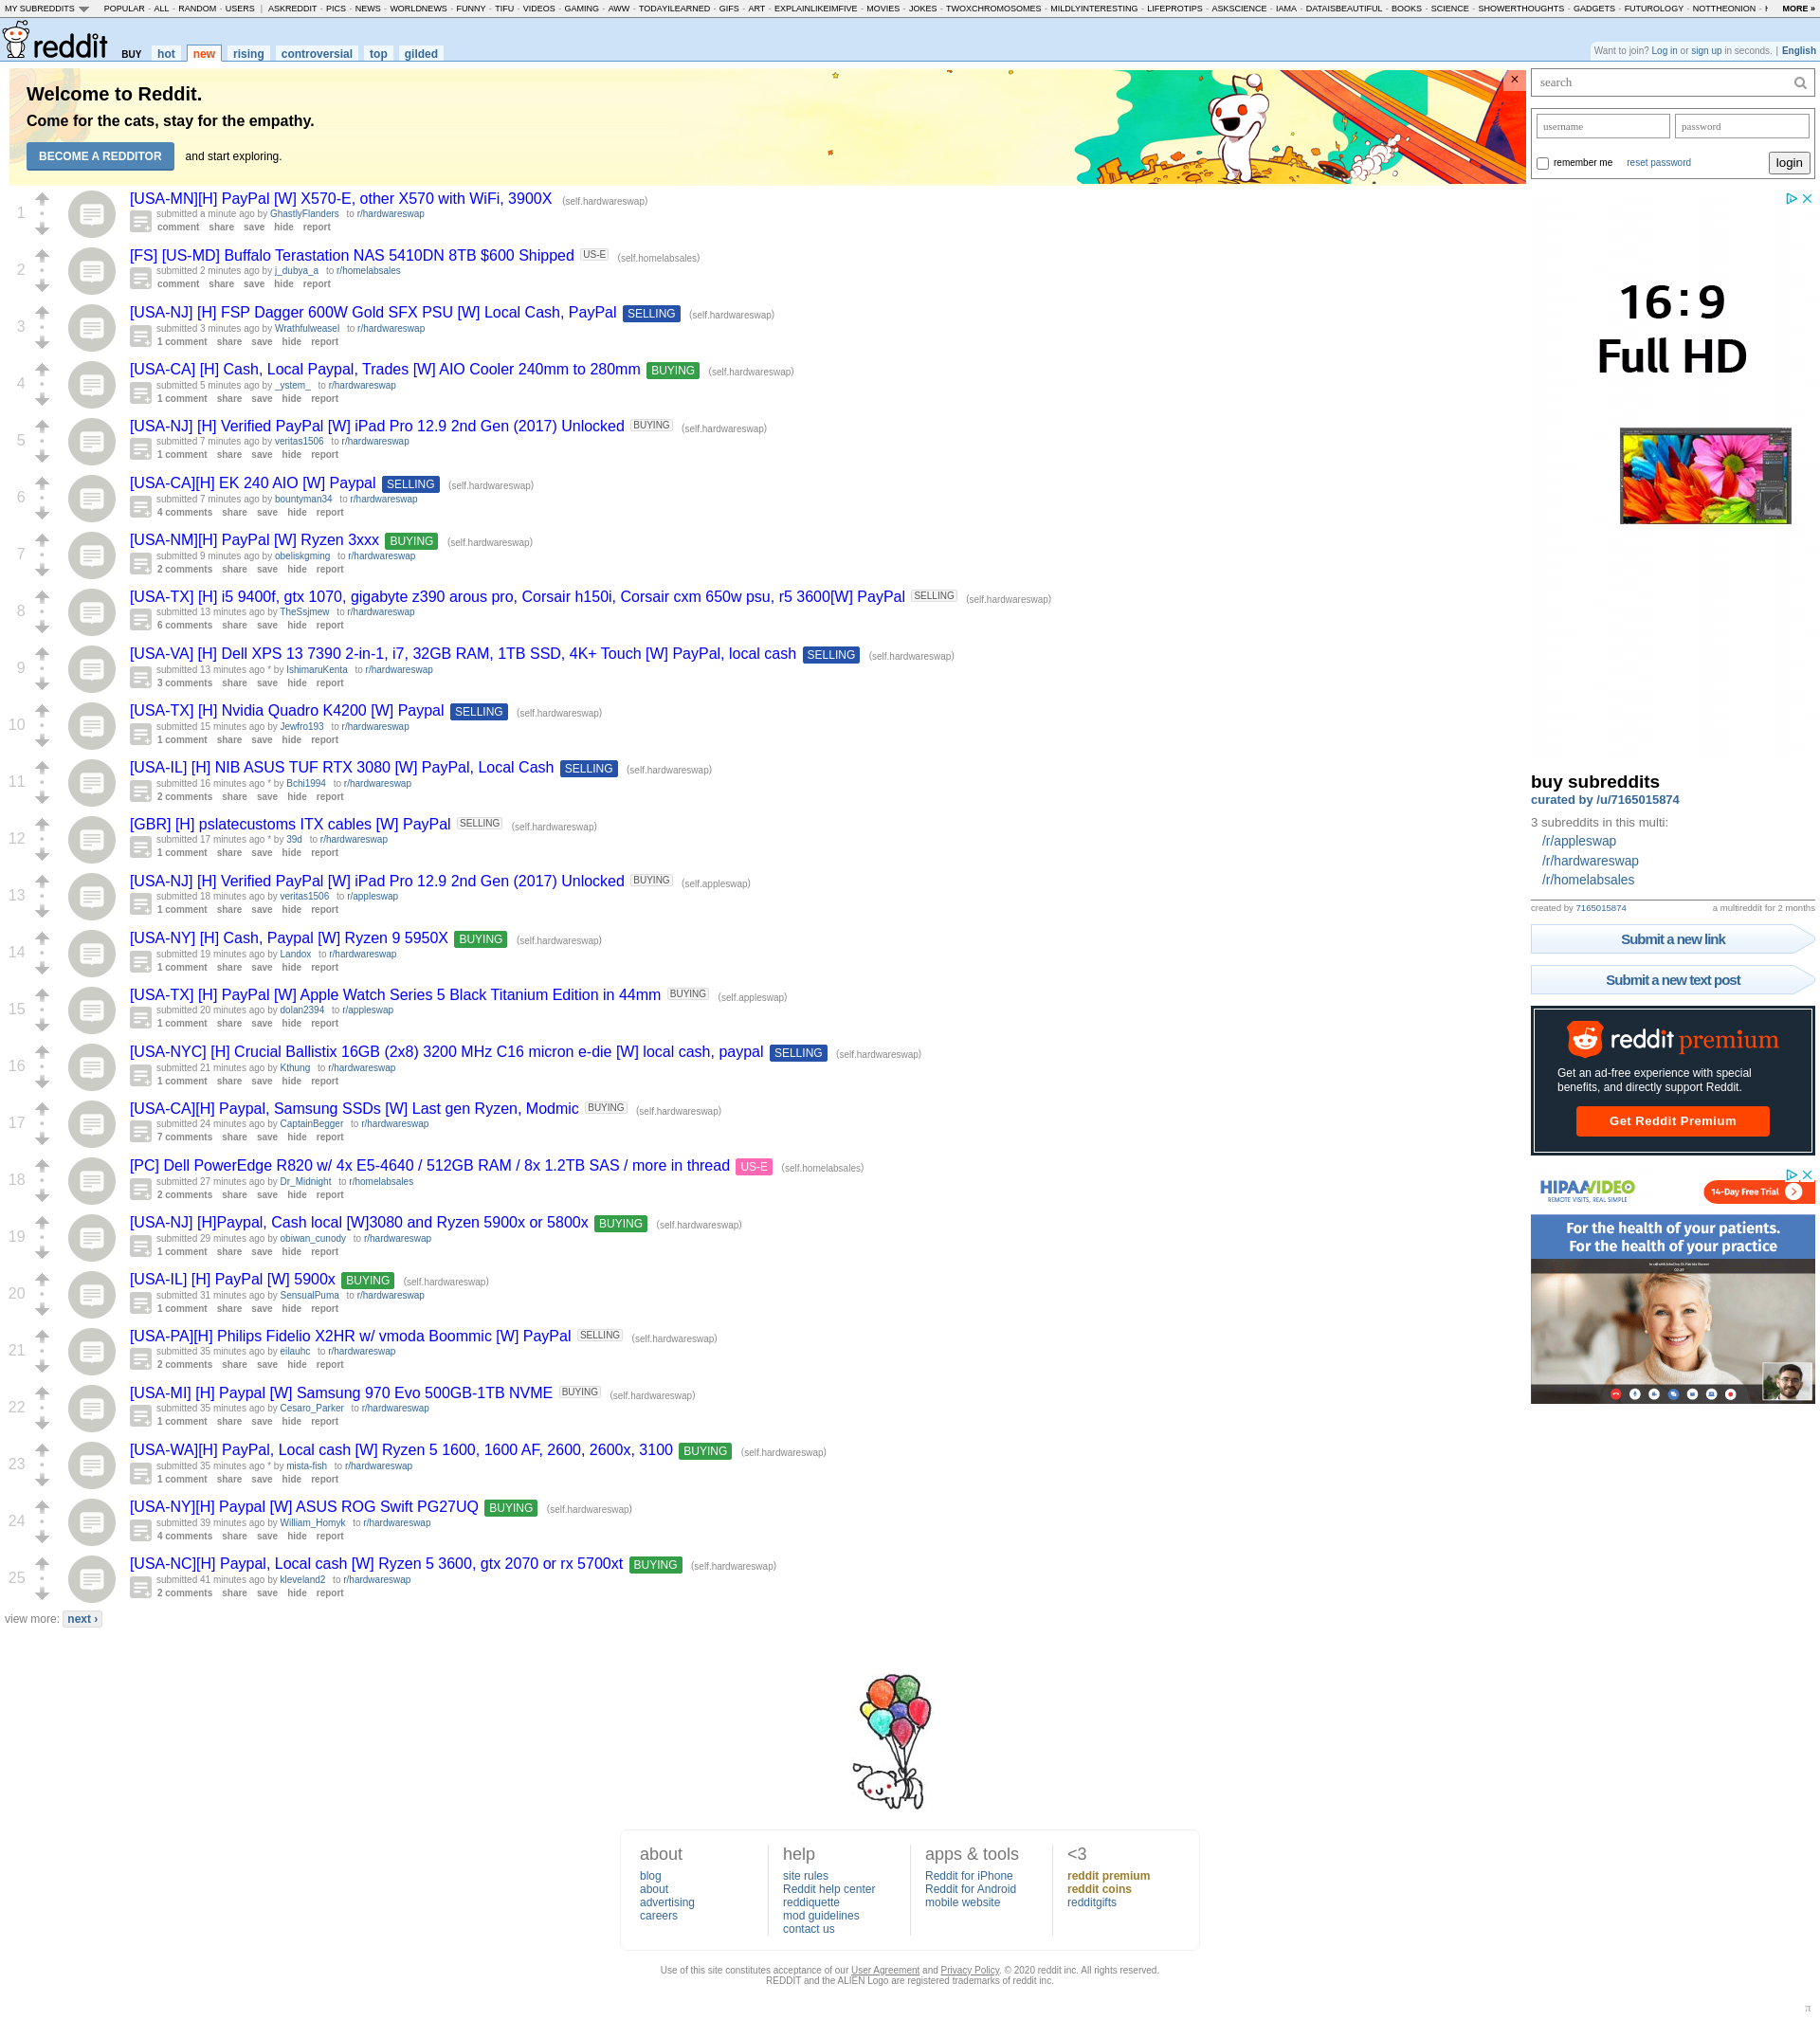 MY SUBREDDITS POPULAR - ALL - RANDOM - USERS | ASKREDDIT - PICS - NEWS - WORLDNEWS - FUNNY - TIFU - VIDEOS - GAMING - AWW - TODAYILEARNED - GIFS - ART - EXPLAINLIKEIMFIVE - MOVIES - JOKES - TWOXCHROMOSOMES - MILDLYINTERESTING - LIFEPROTIPS - ASKSCIENCE - IAMA - DATAISBEAUTIFUL - BOOKS - SCIENCE - SHOWERTHOUGHTS - GADGETS - FUTUROLOGY - NOTTHEONION - MORE »
reddit BUY hot new rising controversial top gilded
Want to join? Log in or sign up in seconds. | English
Welcome to Reddit.
Come for the cats, stay for the empathy.
BECOME A REDDITOR and start exploring.
×
search
username password
remember me reset password login
1
[USA-MN][H] PayPal [W] X570-E, other X570 with WiFi, 3900X (self.hardwareswap)
submitted a minute ago by GhastlyFlanders to r/hardwareswap
comment share save hide report
2
[FS] [US-MD] Buffalo Terastation NAS 5410DN 8TB $600 Shipped US-E (self.homelabsales)
submitted 2 minutes ago by j_dubya_a to r/homelabsales
comment share save hide report
3
[USA-NJ] [H] FSP Dagger 600W Gold SFX PSU [W] Local Cash, PayPal SELLING (self.hardwareswap)
submitted 3 minutes ago by Wrathfulweasel to r/hardwareswap
1 comment share save hide report
4
[USA-CA] [H] Cash, Local Paypal, Trades [W] AIO Cooler 240mm to 280mm BUYING (self.hardwareswap)
submitted 5 minutes ago by _ystem_ to r/hardwareswap
1 comment share save hide report
5
[USA-NJ] [H] Verified PayPal [W] iPad Pro 12.9 2nd Gen (2017) Unlocked BUYING (self.hardwareswap)
submitted 7 minutes ago by veritas1506 to r/hardwareswap
1 comment share save hide report
6
[USA-CA][H] EK 240 AIO [W] Paypal SELLING (self.hardwareswap)
submitted 7 minutes ago by bountyman34 to r/hardwareswap
4 comments share save hide report
7
[USA-NM][H] PayPal [W] Ryzen 3xxx BUYING (self.hardwareswap)
submitted 9 minutes ago by obeliskgming to r/hardwareswap
2 comments share save hide report
8
[USA-TX] [H] i5 9400f, gtx 1070, gigabyte z390 arous pro, Corsair h150i, Corsair cxm 650w psu, r5 3600[W] PayPal SELLING (self.hardwareswap)
submitted 13 minutes ago by TheSsjmew to r/hardwareswap
6 comments share save hide report
9
[USA-VA] [H] Dell XPS 13 7390 2-in-1, i7, 32GB RAM, 1TB SSD, 4K+ Touch [W] PayPal, local cash SELLING (self.hardwareswap)
submitted 13 minutes ago * by IshimaruKenta to r/hardwareswap
3 comments share save hide report
10
[USA-TX] [H] Nvidia Quadro K4200 [W] Paypal SELLING (self.hardwareswap)
submitted 15 minutes ago by Jewfro193 to r/hardwareswap
1 comment share save hide report
11
[USA-IL] [H] NIB ASUS TUF RTX 3080 [W] PayPal, Local Cash SELLING (self.hardwareswap)
submitted 16 minutes ago * by Bchi1994 to r/hardwareswap
2 comments share save hide report
12
[GBR] [H] pslatecustoms ITX cables [W] PayPal SELLING (self.hardwareswap)
submitted 17 minutes ago * by 39d to r/hardwareswap
1 comment share save hide report
13
[USA-NJ] [H] Verified PayPal [W] iPad Pro 12.9 2nd Gen (2017) Unlocked BUYING (self.appleswap)
submitted 18 minutes ago by veritas1506 to r/appleswap
1 comment share save hide report
14
[USA-NY] [H] Cash, Paypal [W] Ryzen 9 5950X BUYING (self.hardwareswap)
submitted 19 minutes ago by Landox to r/hardwareswap
1 comment share save hide report
15
[USA-TX] [H] PayPal [W] Apple Watch Series 5 Black Titanium Edition in 44mm BUYING (self.appleswap)
submitted 20 minutes ago by dolan2394 to r/appleswap
1 comment share save hide report
16
[USA-NYC] [H] Crucial Ballistix 16GB (2x8) 3200 MHz C16 micron e-die [W] local cash, paypal SELLING (self.hardwareswap)
submitted 21 minutes ago by Kthung to r/hardwareswap
1 comment share save hide report
17
[USA-CA][H] Paypal, Samsung SSDs [W] Last gen Ryzen, Modmic BUYING (self.hardwareswap)
submitted 24 minutes ago by CaptainBegger to r/hardwareswap
7 comments share save hide report
18
[PC] Dell PowerEdge R820 w/ 4x E5-4640 / 512GB RAM / 8x 1.2TB SAS / more in thread US-E (self.homelabsales)
submitted 27 minutes ago by Dr_Midnight to r/homelabsales
2 comments share save hide report
19
[USA-NJ] [H]Paypal, Cash local [W]3080 and Ryzen 5900x or 5800x BUYING (self.hardwareswap)
submitted 29 minutes ago by obiwan_cunody to r/hardwareswap
1 comment share save hide report
20
[USA-IL] [H] PayPal [W] 5900x BUYING (self.hardwareswap)
submitted 31 minutes ago by SensualPuma to r/hardwareswap
1 comment share save hide report
21
[USA-PA][H] Philips Fidelio X2HR w/ vmoda Boommic [W] PayPal SELLING (self.hardwareswap)
submitted 35 minutes ago by eilauhc to r/hardwareswap
2 comments share save hide report
22
[USA-MI] [H] Paypal [W] Samsung 970 Evo 500GB-1TB NVME BUYING (self.hardwareswap)
submitted 35 minutes ago by Cesaro_Parker to r/hardwareswap
1 comment share save hide report
23
[USA-WA][H] PayPal, Local cash [W] Ryzen 5 1600, 1600 AF, 2600, 2600x, 3100 BUYING (self.hardwareswap)
submitted 35 minutes ago * by mista-fish to r/hardwareswap
1 comment share save hide report
24
[USA-NY][H] Paypal [W] ASUS ROG Swift PG27UQ BUYING (self.hardwareswap)
submitted 39 minutes ago by William_Homyk to r/hardwareswap
4 comments share save hide report
25
[USA-NC][H] Paypal, Local cash [W] Ryzen 5 3600, gtx 2070 or rx 5700xt BUYING (self.hardwareswap)
submitted 41 minutes ago by kleveland2 to r/hardwareswap
2 comments share save hide report
view more: next ›
16:9
Full HD
buy subreddits
curated by /u/7165015874
3 subreddits in this multi:
/r/appleswap
/r/hardwareswap
/r/homelabsales
created by 7165015874 a multireddit for 2 months
Submit a new link
Submit a new text post
reddit premium
Get an ad-free experience with special
benefits, and directly support Reddit.
Get Reddit Premium
HIPAAVIDEO
REMOTE VISITS, REAL SIMPLE
14-Day Free Trial
For the health of your patients.
For the health of your practice
about help apps & tools <3
blog site rules Reddit for iPhone reddit premium
about Reddit help center Reddit for Android reddit coins
advertising reddiquette mobile website redditgifts
careers mod guidelines
contact us
Use of this site constitutes acceptance of our User Agreement and Privacy Policy. © 2020 reddit inc. All rights reserved.
REDDIT and the ALIEN Logo are registered trademarks of reddit inc.
π